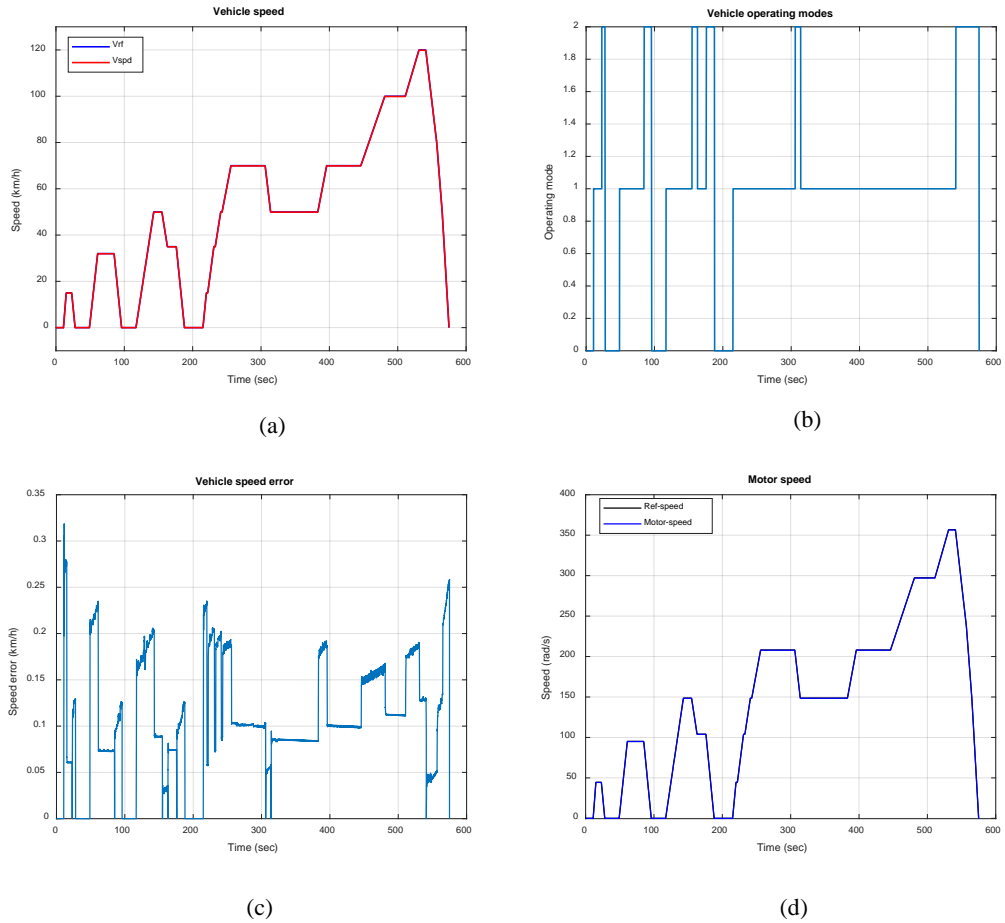 Vehicle speed
Vrf
Vspd
120
100
80
60
40
20
0
Speed (km/h)
0 100 200 300 400 500 600
Time (sec)
(a)
Vehicle operating modes
2
1.8
1.6
1.4
1.2
1
0.8
0.6
0.4
0.2
0
Operating mode
0 100 200 300 400 500 600
Time (sec)
(b)
Vehicle speed error
0.35
0.3
0.25
0.2
0.15
0.1
0.05
0
Speed error (km/h)
0 100 200 300 400 500 600
Time (sec)
(c)
Motor speed
Ref-speed
Motor-speed
400
350
300
250
200
150
100
50
0
Speed (rad/s)
0 100 200 300 400 500 600
Time (sec)
(d)